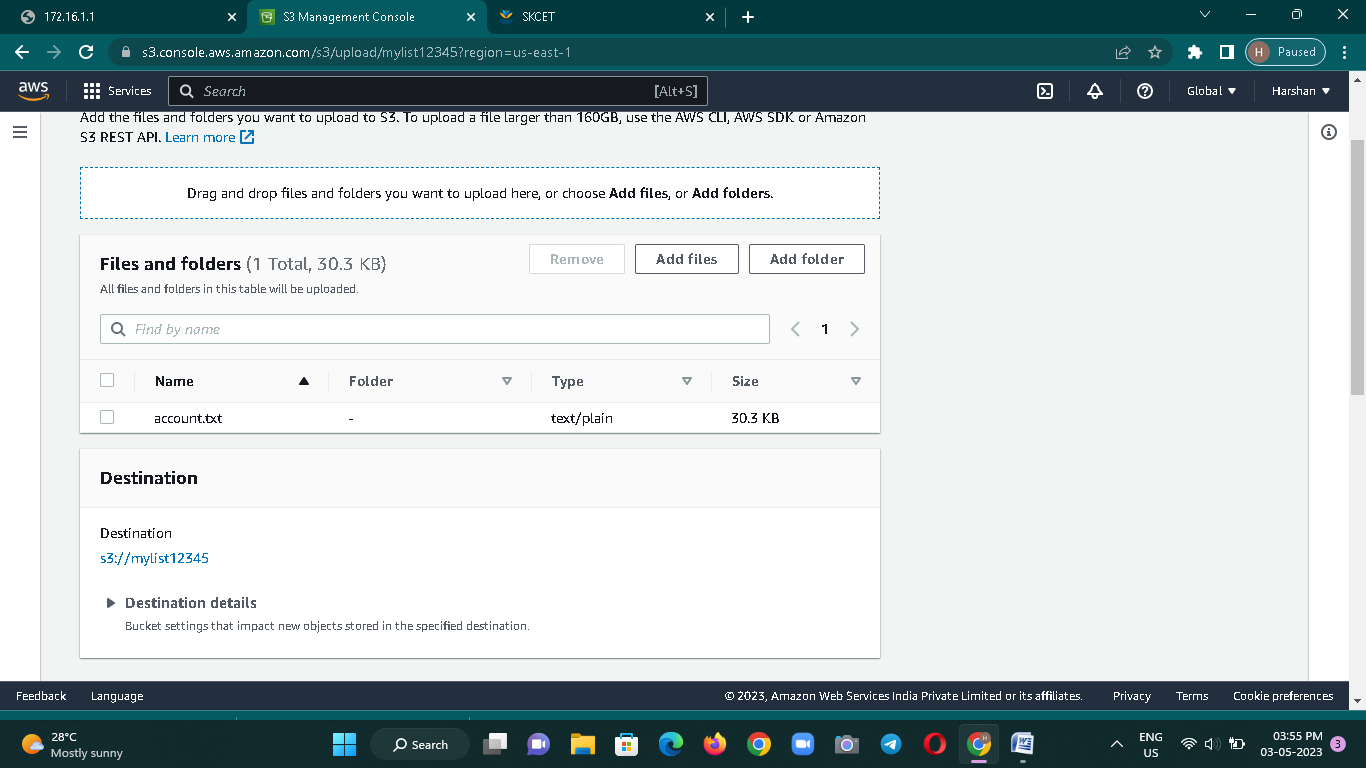 172.16.1.1
S3 Management Console
SKCET
s3.console.aws.amazon.com/s3/upload/mylist12345?region=us-east-1
H Paused
aws Services Search [Alt+S] Global Harshan
Add the files and folders you want to upload to S3. To upload a file larger than 160GB, use the AWS CLI, AWS SDK or Amazon
S3 REST API. Learn more
Drag and drop files and folders you want to upload here, or choose Add files, or Add folders.
Files and folders (1 Total, 30.3 KB)
Remove Add files Add folder
All files and folders in this table will be uploaded.
Find by name
1
Name Folder Type Size
account.txt - text/plain 30.3 KB
Destination
Destination
s3://mylist12345
Destination details
Bucket settings that impact new objects stored in the specified destination.
Feedback Language © 2023, Amazon Web Services India Private Limited or its affiliates. Privacy Terms Cookie preferences
28°C
Mostly sunny
Search
ENG
US
03:55 PM
03-05-2023
3